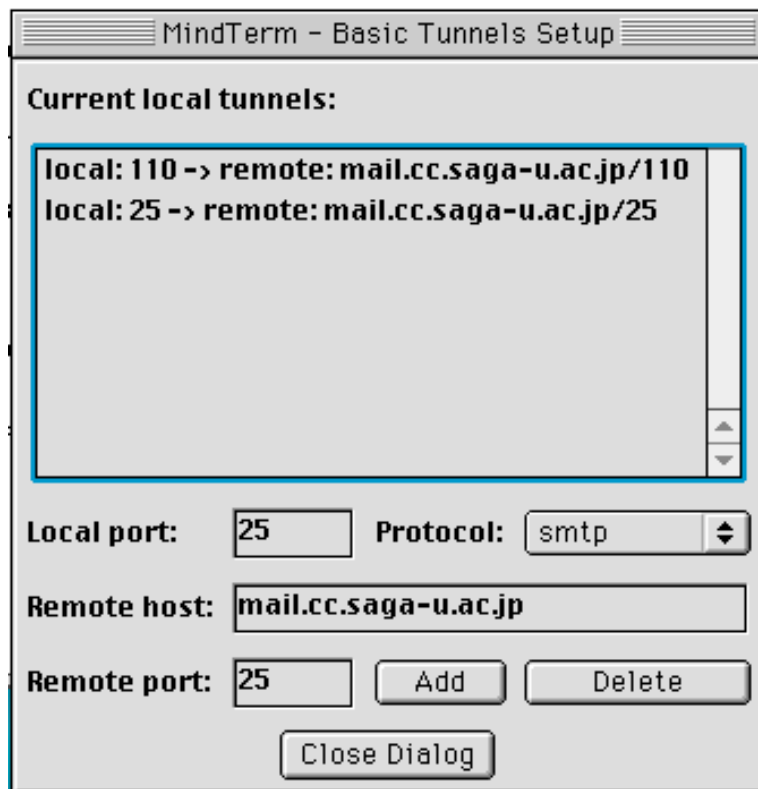 MindTerm - Basic Tunnels Setup
Current local tunnels:
local: 110 -> remote: mail.cc.saga-u.ac.jp/110
local: 25 -> remote: mail.cc.saga-u.ac.jp/25
Local port: 25 Protocol: smtp
Remote host: mail.cc.saga-u.ac.jp
Remote port: 25 Add Delete
Close Dialog